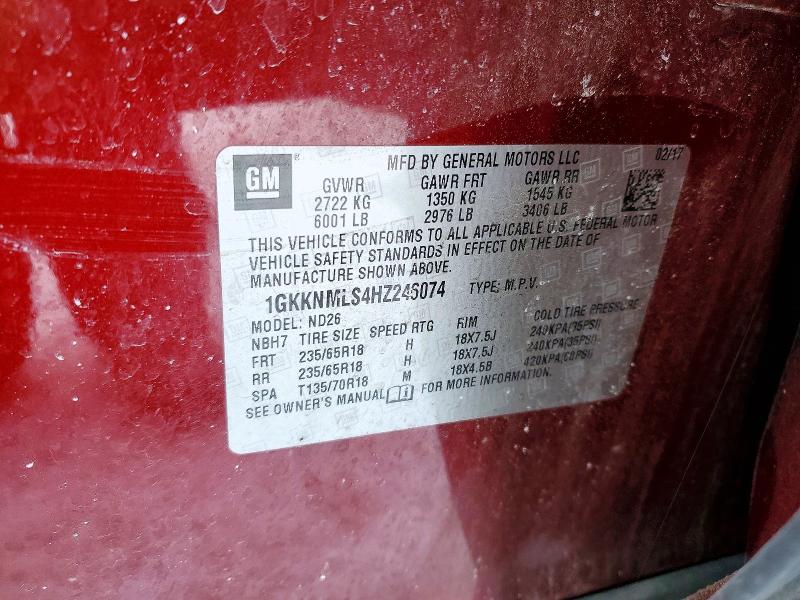 GM
MFD BY GENERAL MOTORS LLC 02/17
GVWR GAWR FRT GAWR RR
2722 KG 1350 KG 1545 KG
6001 LB 2976 LB 3406 LB
THIS VEHICLE CONFORMS TO ALL APPLICABLE U.S. FEDERAL MOTOR
VEHICLE SAFETY STANDARDS IN EFFECT ON THE DATE OF
MANUFACTURE SHOWN ABOVE.
1GKKNMLS4HZ246074 TYPE: M.P.V.
MODEL: ND26
NBH7 TIRE SIZE SPEED RTG RIM COLD TIRE PRESSURE
FRT 235/65R18 H 18X7.5J 240KPA(35PSI)
RR 235/65R18 H 18X7.5J 240KPA(35PSI)
SPA T135/70R18 M 18X4.5B 420KPA(60PSI)
SEE OWNER'S MANUAL FOR MORE INFORMATION.